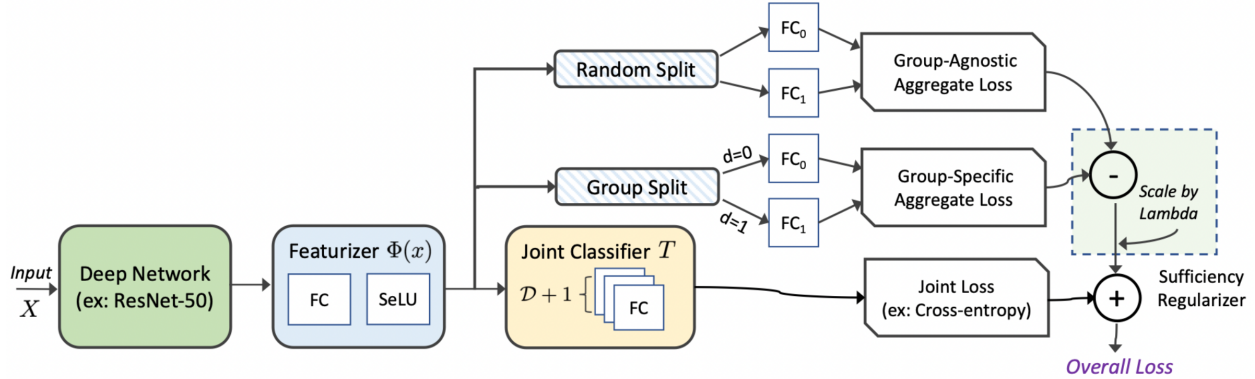 Input
X
Deep Network
(ex: ResNet-50)
Featurizer Φ(x)
FC
SeLU
Random Split
FC₀
FC₁
Group-Agnostic
Aggregate Loss
Group Split
d=0
d=1
FC₀
FC₁
Group-Specific
Aggregate Loss
Joint Classifier T
𝒟 + 1
FC
Joint Loss
(ex: Cross-entropy)
-
Scale by
Lambda
+
Sufficiency
Regularizer
Overall Loss